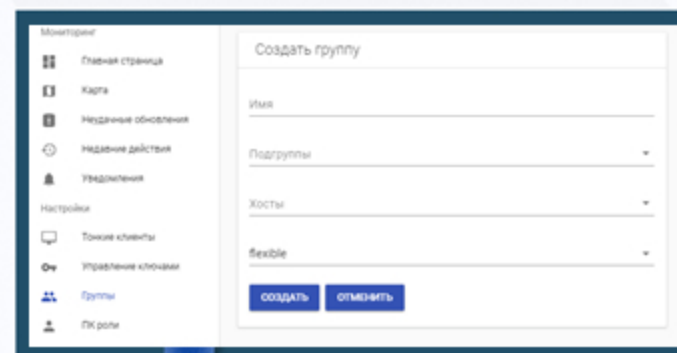 Мониторинг
Главная страница
Карта
Неудачные обновления
Недавние действия
Уведомления
Настройки
Тонкие клиенты
Управление ключами
Группы
ПК роли
Создать группу
Имя
Подгруппы
Хосты
flexible
СОЗДАТЬ ОТМЕНИТЬ